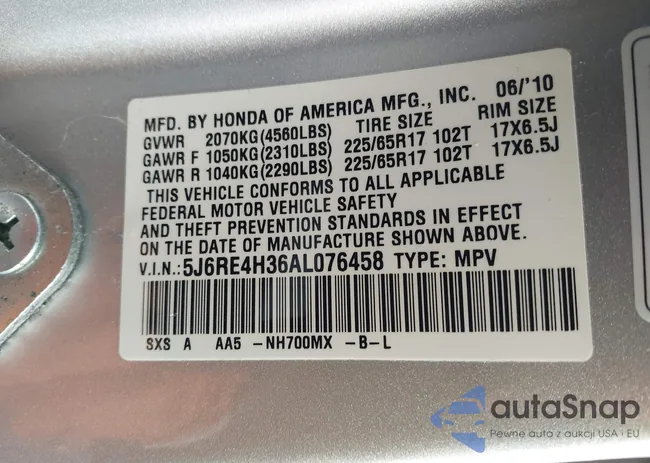 MFD. BY HONDA OF AMERICA MFG., INC. 06/'10
GVWR 2070KG(4560LBS) TIRE SIZE RIM SIZE
GAWR F 1050KG(2310LBS) 225/65R17 102T 17X6.5J
GAWR R 1040KG(2290LBS) 225/65R17 102T 17X6.5J
THIS VEHICLE CONFORMS TO ALL APPLICABLE
FEDERAL MOTOR VEHICLE SAFETY
AND THEFT PREVENTION STANDARDS IN EFFECT
ON THE DATE OF MANUFACTURE SHOWN ABOVE.
V.I.N.: 5J6RE4H36AL076458 TYPE: MPV
SXS A AA5 -NH700MX -B-L
autaSnap
Pewne auta z aukcji USA i EU